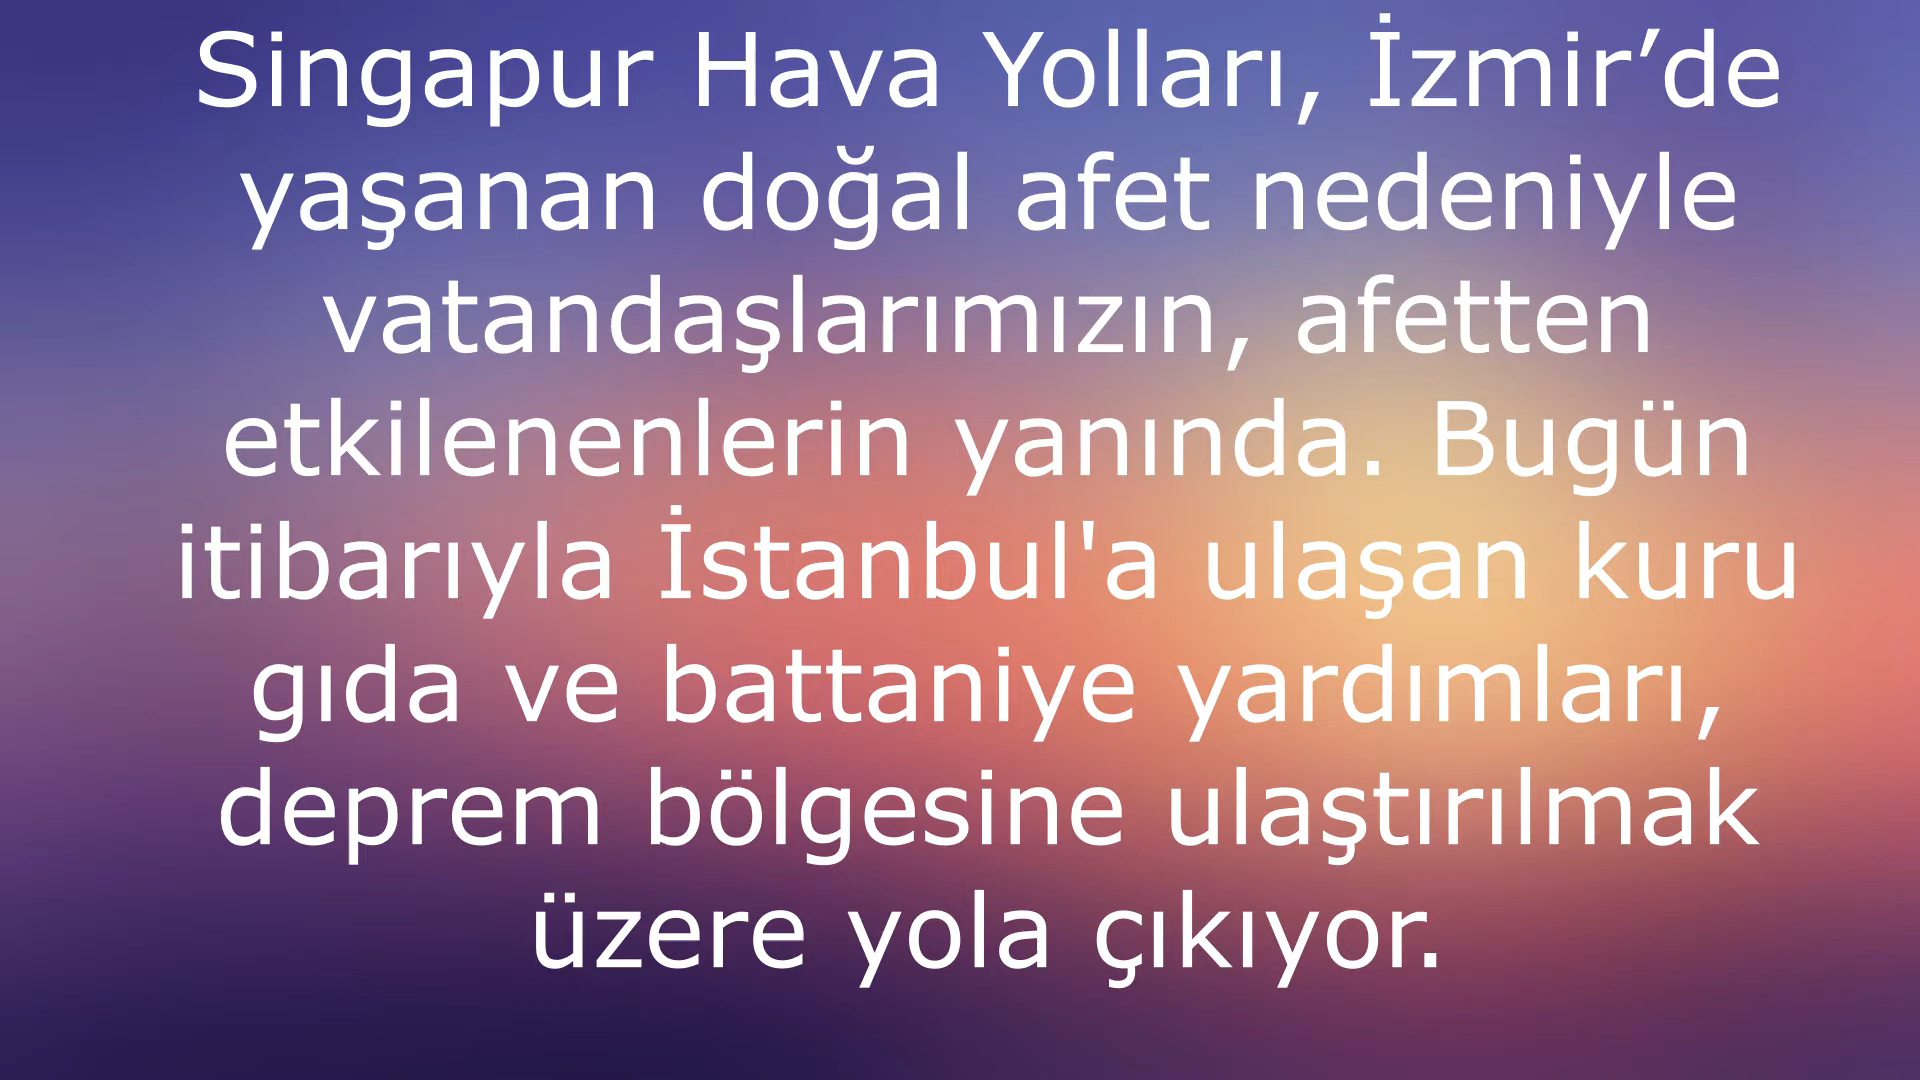 Singapur Hava Yolları, İzmir’de
yaşanan doğal afet nedeniyle
vatandaşlarımızın, afetten
etkilenenlerin yanında. Bugün
itibarıyla İstanbul'a ulaşan kuru
gıda ve battaniye yardımları,
deprem bölgesine ulaştırılmak
üzere yola çıkıyor.